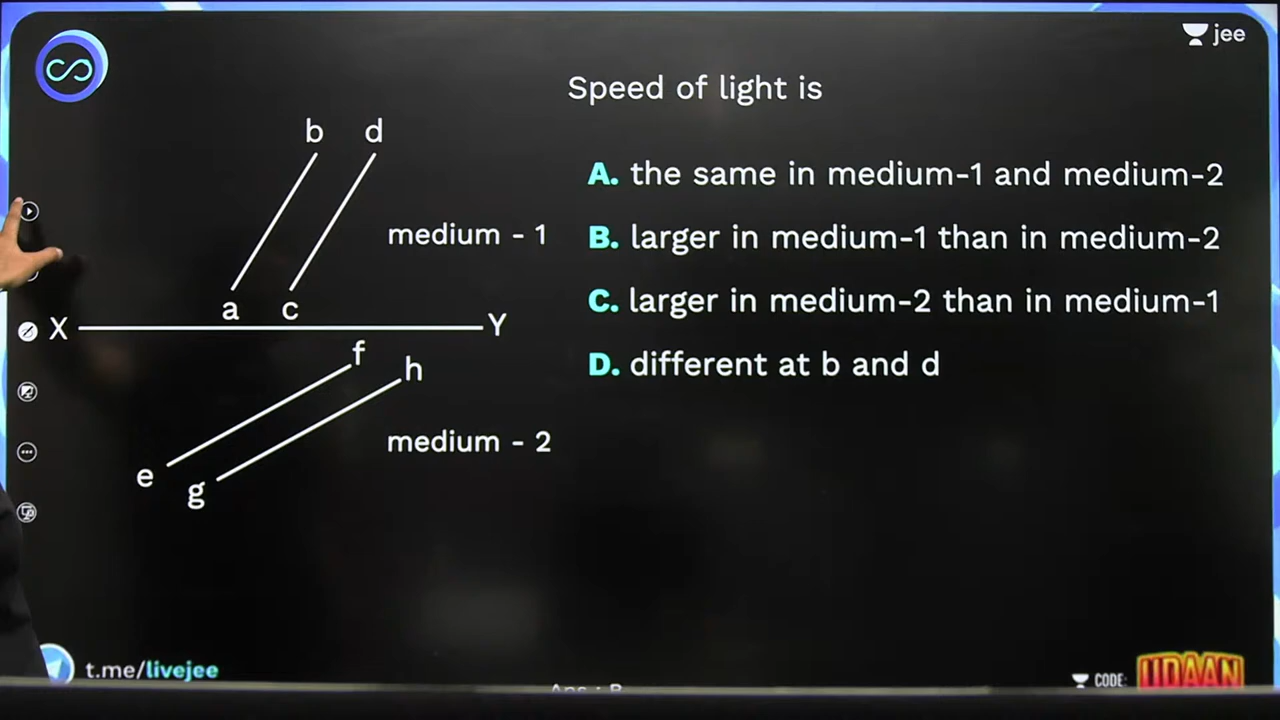 jee
Speed of light is
b d
A. the same in medium-1 and medium-2
medium - 1
B. larger in medium-1 than in medium-2
a c
C. larger in medium-2 than in medium-1
X Y
f h
D. different at b and d
medium - 2
e g
t.me/livejee
CODE: UDAAN